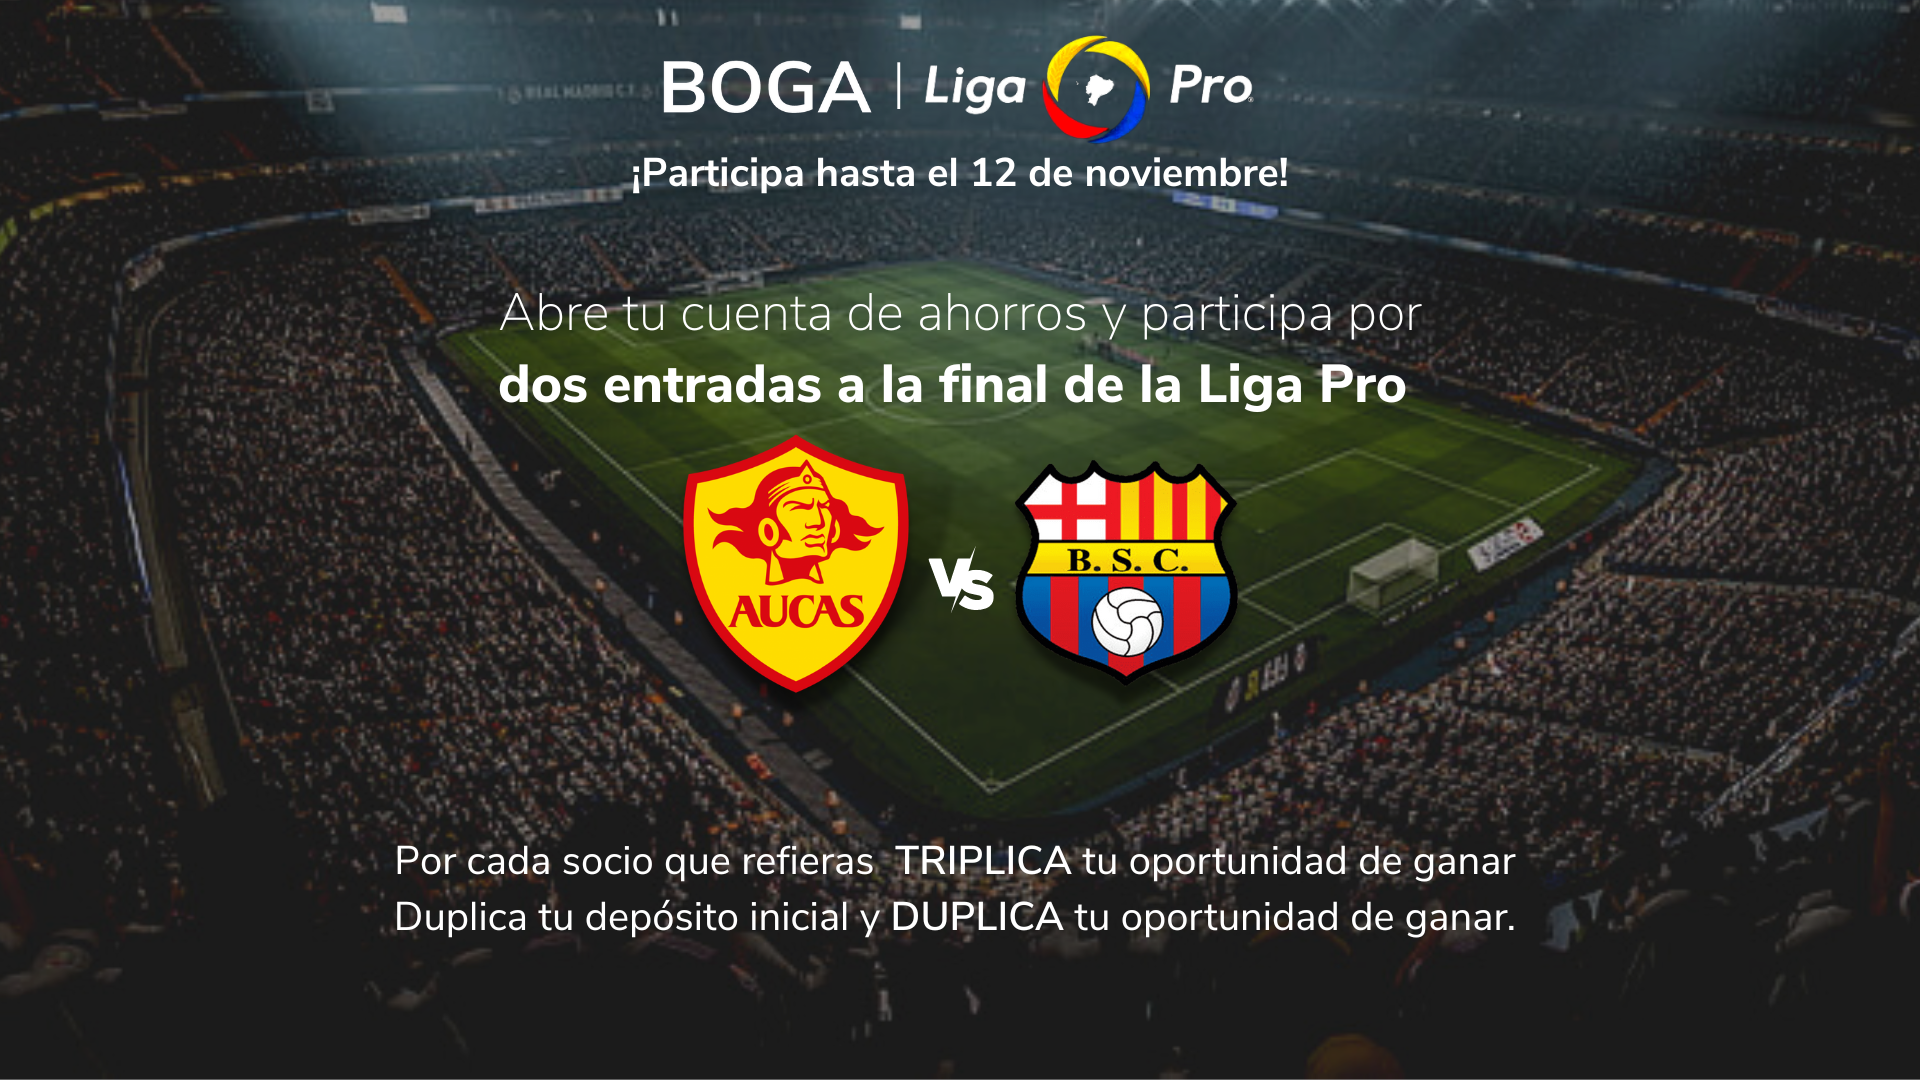 BOGA | Liga Pro
¡Participa hasta el 12 de noviembre!
Abre tu cuenta de ahorros y participa por
dos entradas a la final de la Liga Pro
AUCAS
VS
B. S. C.
Por cada socio que refieras TRIPLICA tu oportunidad de ganar
Duplica tu depósito inicial y DUPLICA tu oportunidad de ganar.